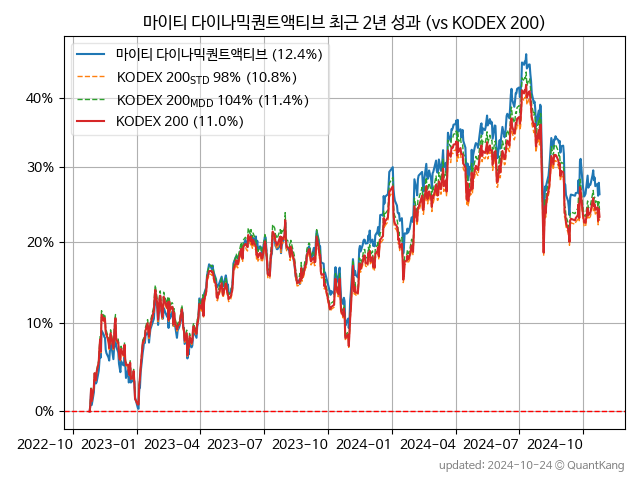 마이티 다이나믹퀀트액티브 최근 2년 성과 (vs KODEX 200)
마이티 다이나믹퀀트액티브 (12.4%)
KODEX 200STD 98% (10.8%)
KODEX 200MDD 104% (11.4%)
KODEX 200 (11.0%)
40%
30%
20%
10%
0%
2022-10 2023-01 2023-04 2023-07 2023-10 2024-01 2024-04 2024-07 2024-10
updated: 2024-10-24 © QuantKang